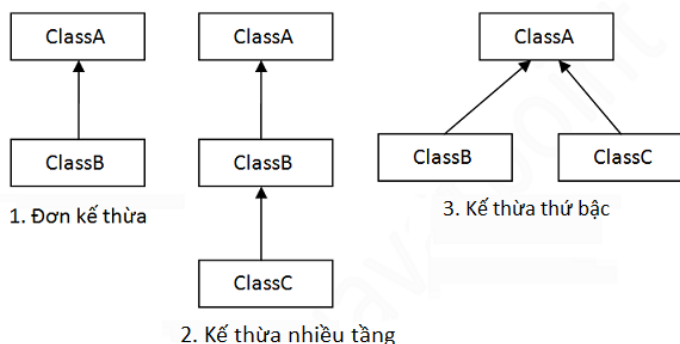 ClassA
ClassB
1. Đơn kế thừa
ClassA
ClassB
ClassC
2. Kế thừa nhiều tầng
ClassA
ClassB
ClassC
3. Kế thừa thứ bậc